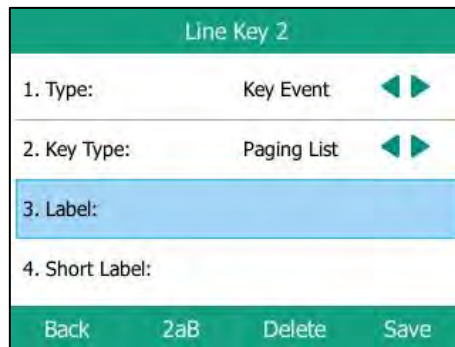 Line Key 2
1. Type: Key Event
2. Key Type: Paging List
3. Label:
4. Short Label:
Back 2aB Delete Save